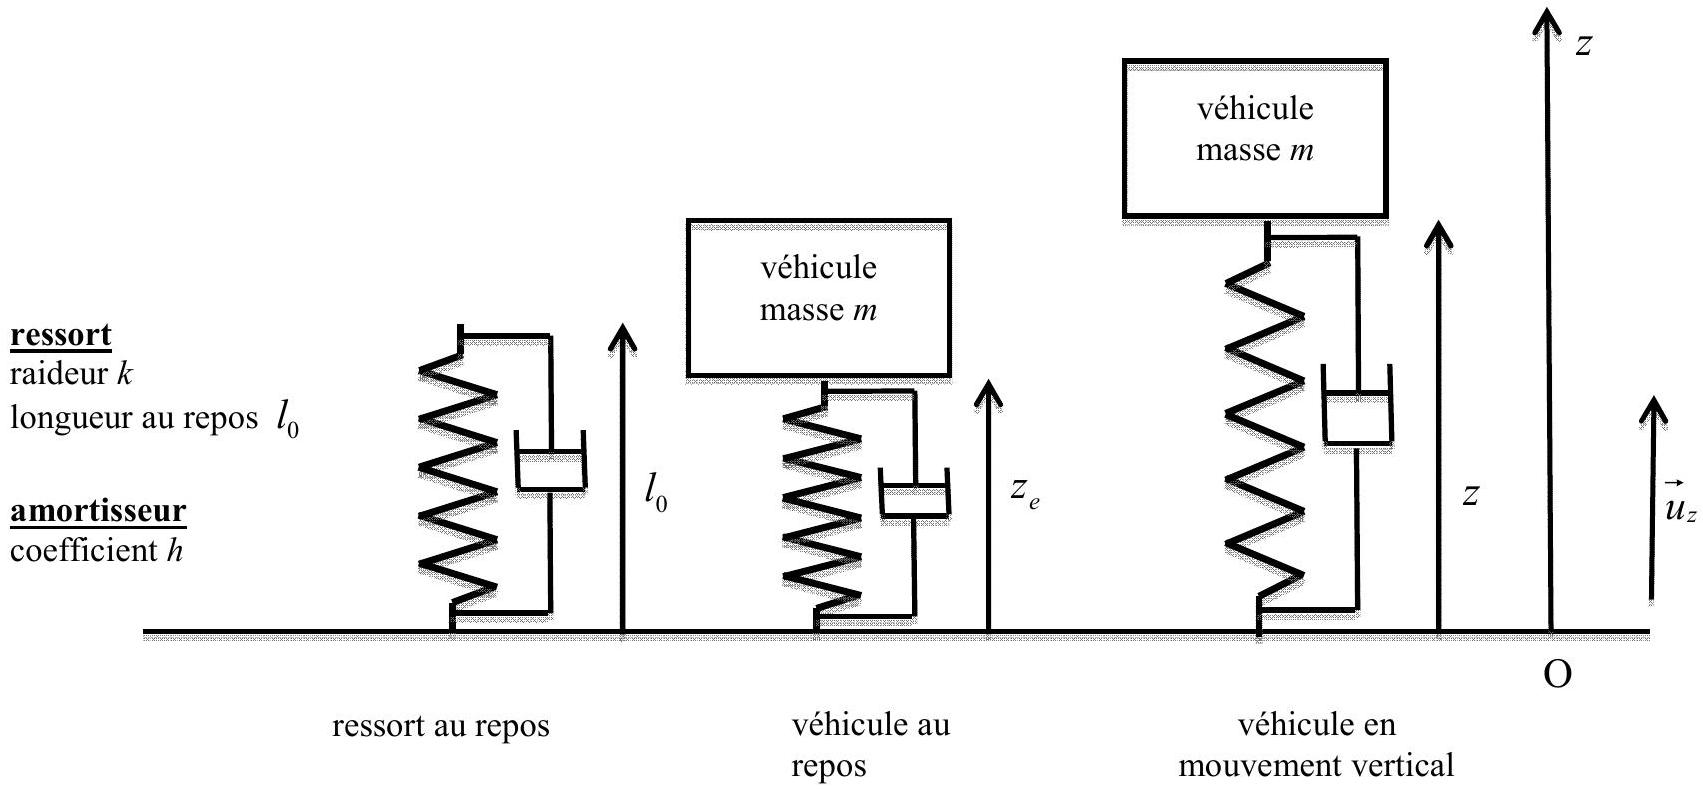 z
véhicule
masse m
véhicule
masse m
ressort
raideur k
longueur au repos l₀
amortisseur
coefficient h
l₀
zₑ
z
u⃗z
O
ressort au repos
véhicule au
repos
véhicule en
mouvement vertical